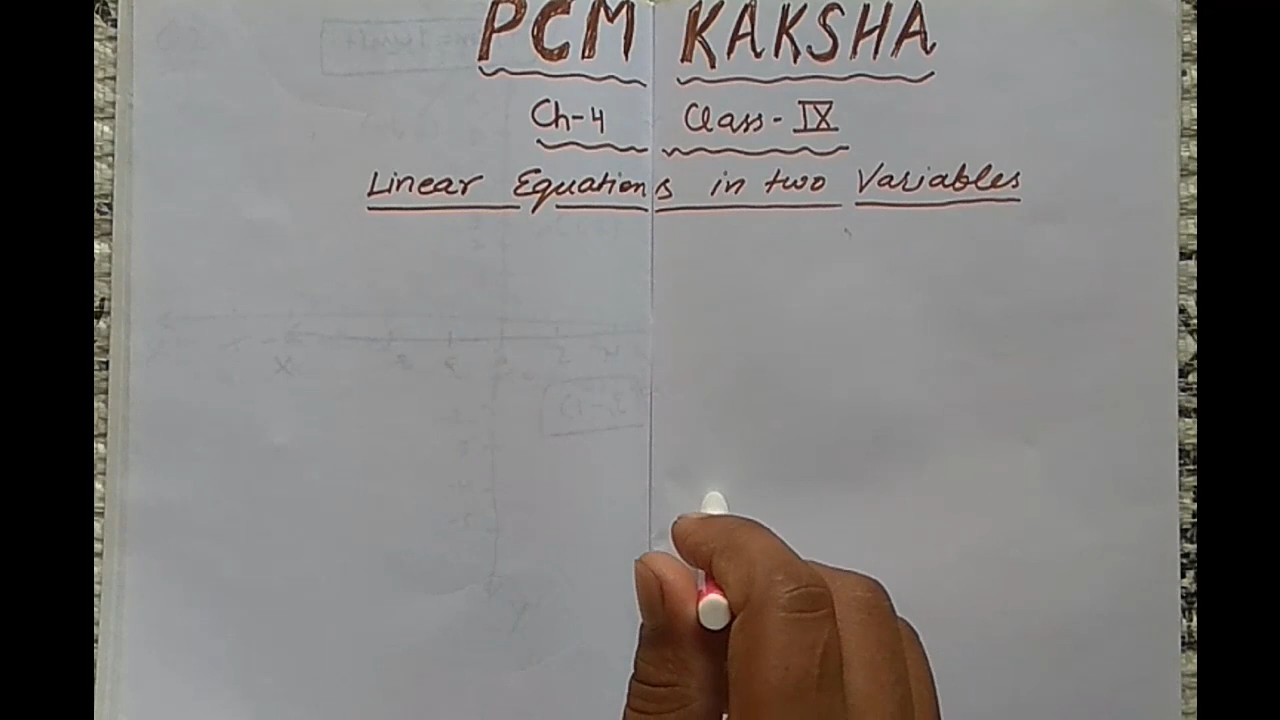 PCM KAKSHA
Ch-4 Class-IX
Linear Equations in two Variables